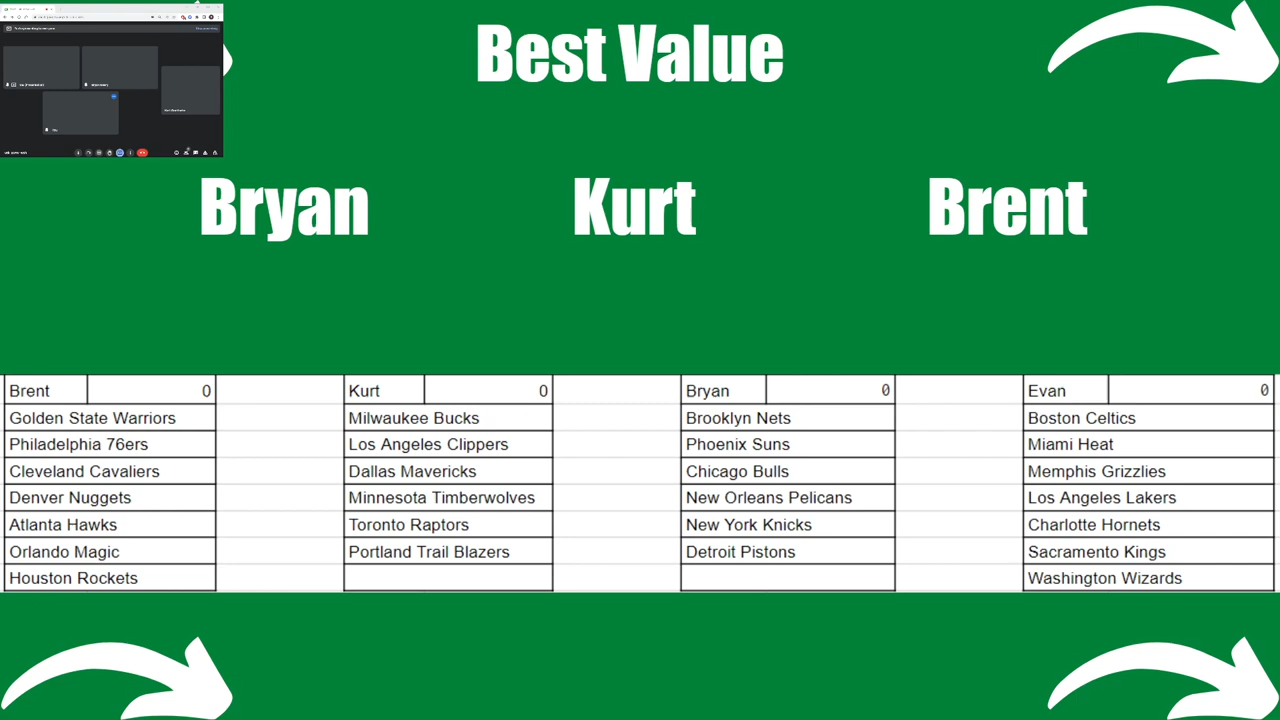 Best Value
Bryan Kurt Brent
Brent 0 Kurt 0 Bryan 0 Evan 0
Golden State Warriors Milwaukee Bucks Brooklyn Nets Boston Celtics
Philadelphia 76ers Los Angeles Clippers Phoenix Suns Miami Heat
Cleveland Cavaliers Dallas Mavericks Chicago Bulls Memphis Grizzlies
Denver Nuggets Minnesota Timberwolves New Orleans Pelicans Los Angeles Lakers
Atlanta Hawks Toronto Raptors New York Knicks Charlotte Hornets
Orlando Magic Portland Trail Blazers Detroit Pistons Sacramento Kings
Houston Rockets Washington Wizards